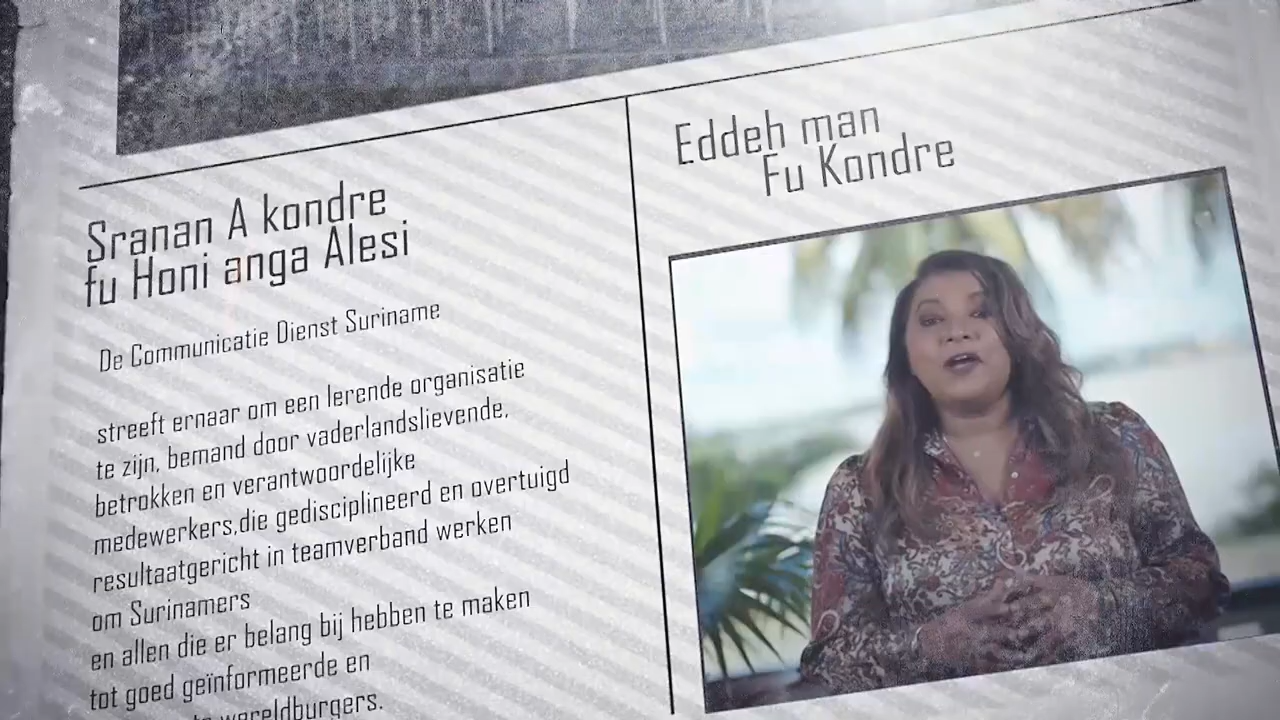 Sranan A kondre
fu Honi anga Alesi
De Communicatie Dienst Suriname
streeft ernaar om een lerende organisatie
te zijn, bemand door vaderlandslievende,
betrokken en verantwoordelijke
medewerkers,die gedisciplineerd en overtuigd
resultaatgericht in teamverband werken
om Surinamers
en allen die er belang bij hebben te maken
tot goed geïnformeerde en
wereldburgers.
Eddeh man
Fu Kondre